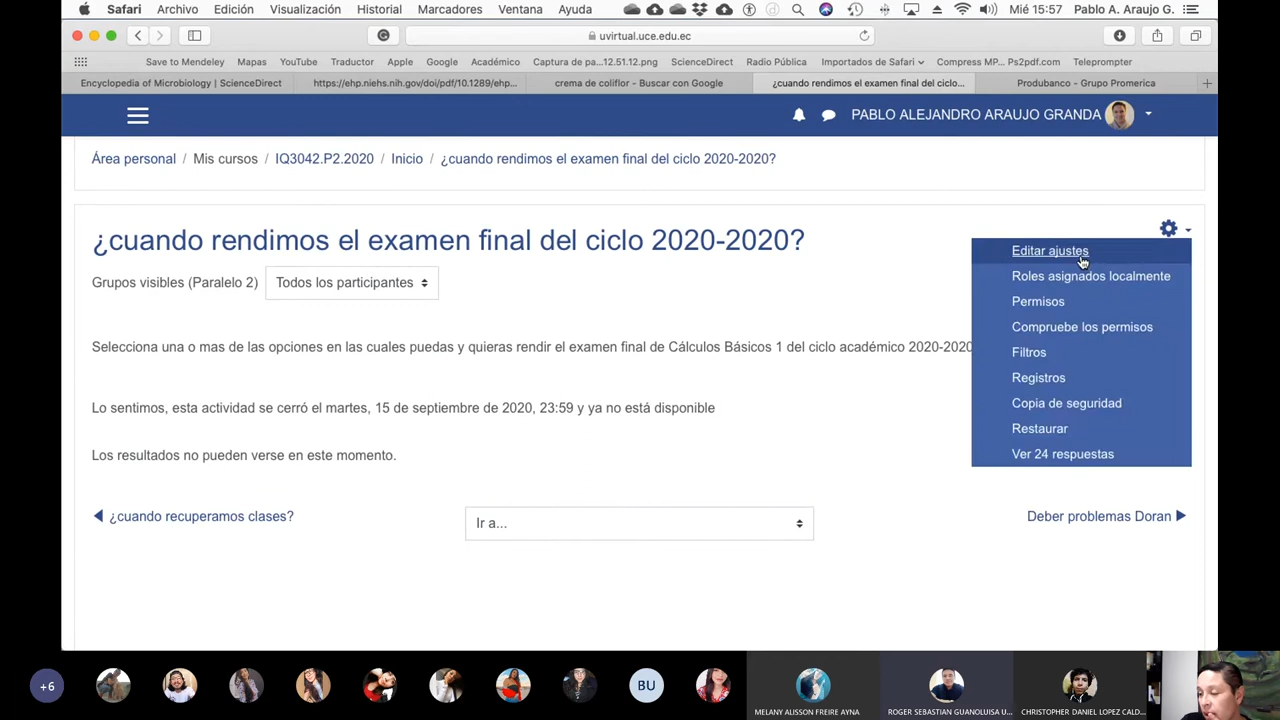 Safari Archivo Edición Visualización Historial Marcadores Ventana Ayuda Mié 15:57 Pablo A. Araujo G.
uvirtual.uce.edu.ec
Save to Mendeley Mapas YouTube Traductor Apple Google Académico Captura de pa...12.51.12.png ScienceDirect Radio Pública Importados de Safari Compress MP... Ps2pdf.com Teleprompter
Encyclopedia of Microbiology | ScienceDirect https://ehp.niehs.nih.gov/doi/pdf/10.1289/ehp... crema de coliflor - Buscar con Google ¿cuando rendimos el examen final del ciclo... Produbanco - Grupo Promerica
PABLO ALEJANDRO ARAUJO GRANDA
Área personal / Mis cursos / IQ3042.P2.2020 / Inicio / ¿cuando rendimos el examen final del ciclo 2020-2020?
¿cuando rendimos el examen final del ciclo 2020-2020?
Editar ajustes
Roles asignados localmente
Permisos
Compruebe los permisos
Filtros
Registros
Copia de seguridad
Restaurar
Ver 24 respuestas
Grupos visibles (Paralelo 2) Todos los participantes
Selecciona una o mas de las opciones en las cuales puedas y quieras rendir el examen final de Cálculos Básicos 1 del ciclo académico 2020-2020
Lo sentimos, esta actividad se cerró el martes, 15 de septiembre de 2020, 23:59 y ya no está disponible
Los resultados no pueden verse en este momento.
¿cuando recuperamos clases? Ir a... Deber problemas Doran
+6 BU
MELANY ALISSON FREIRE AYNA ROGER SEBASTIAN GUANOLUISA U... CHRISTOPHER DANIEL LOPEZ CALD...